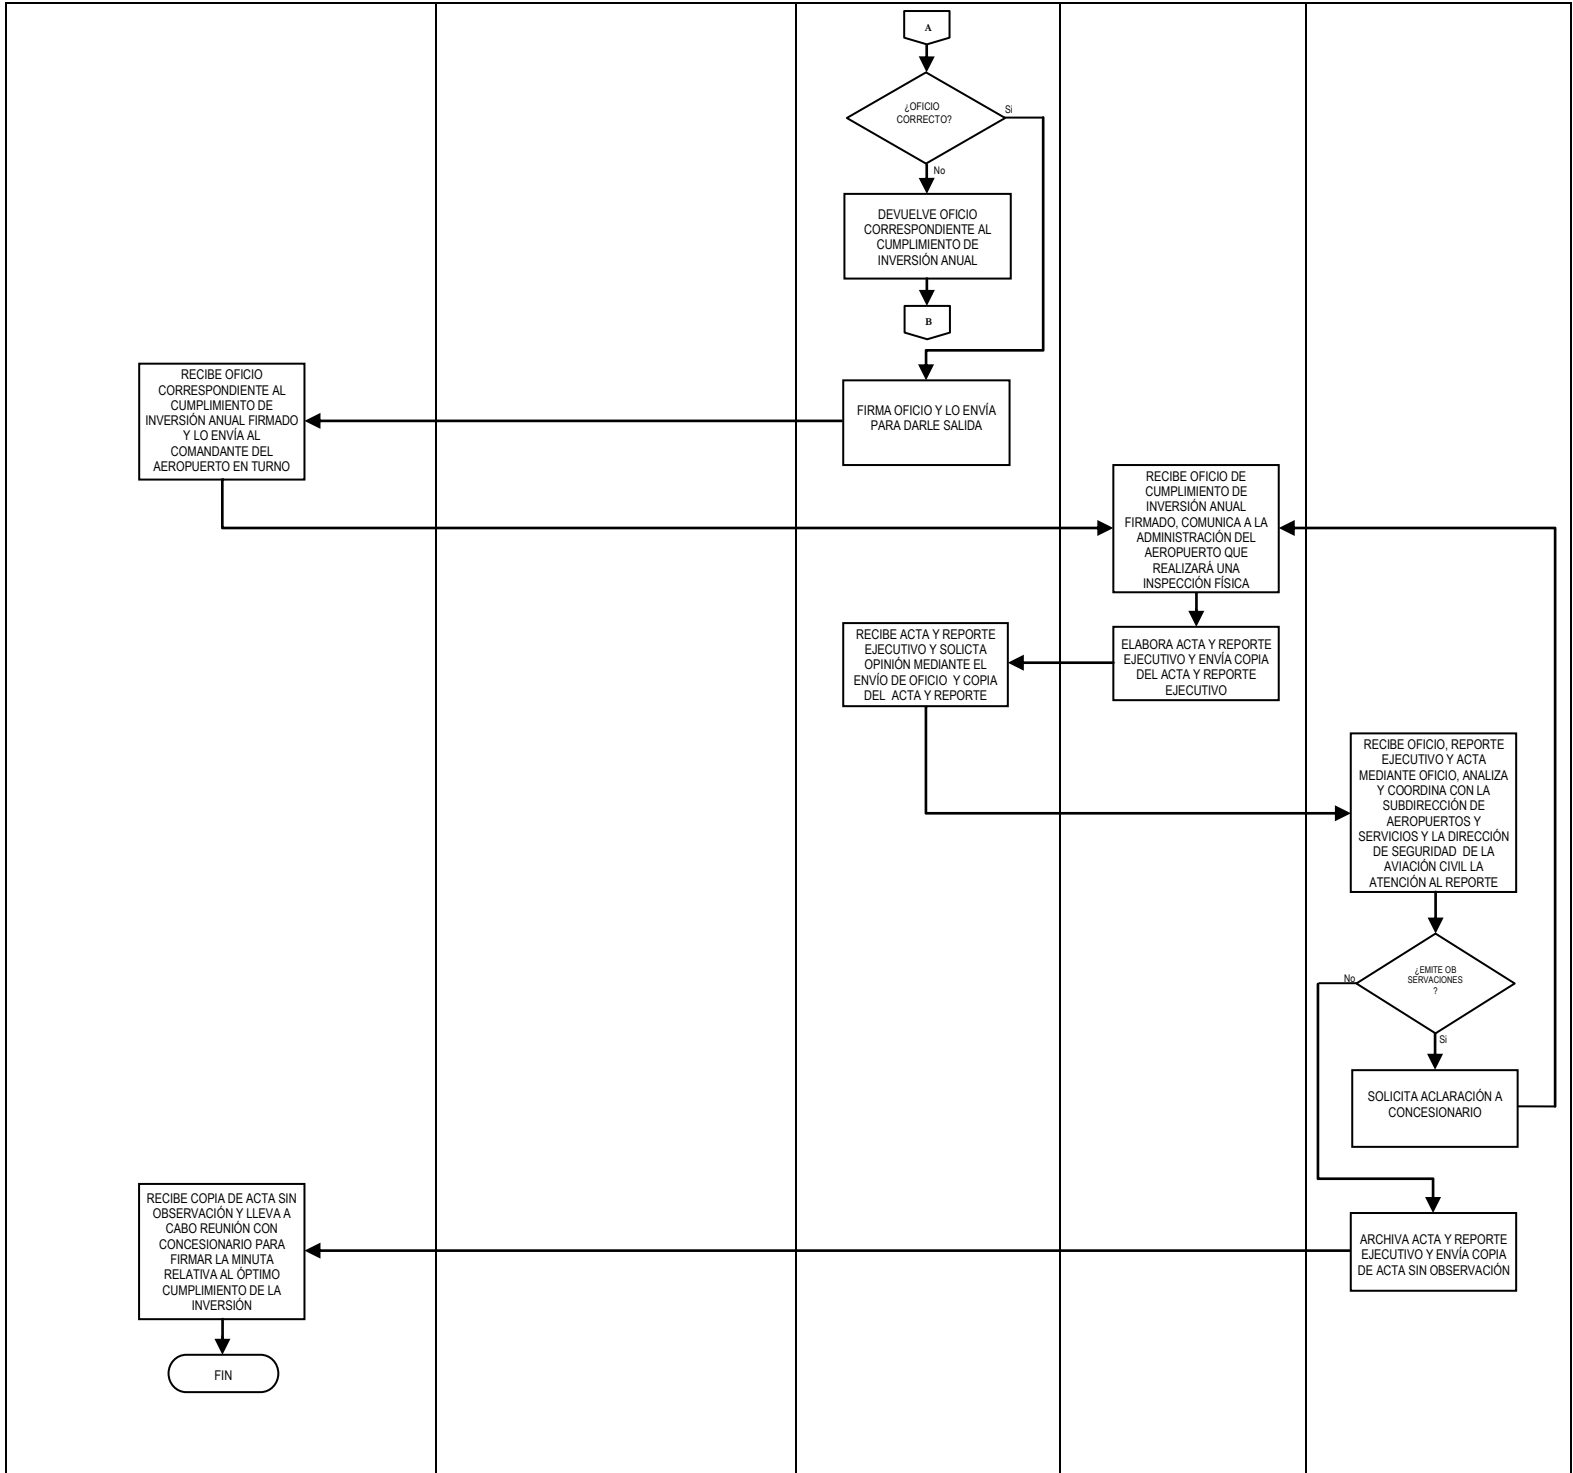 A
¿OFICIO
CORRECTO?
Si
No
DEVUELVE OFICIO
CORRESPONDIENTE AL
CUMPLIMIENTO DE
INVERSIÓN ANUAL
B
FIRMA OFICIO Y LO ENVÍA
PARA DARLE SALIDA
RECIBE OFICIO
CORRESPONDIENTE AL
CUMPLIMIENTO DE
INVERSIÓN ANUAL FIRMADO
Y LO ENVÍA AL
COMANDANTE DEL
AEROPUERTO EN TURNO
RECIBE OFICIO DE
CUMPLIMIENTO DE
INVERSIÓN ANUAL
FIRMADO, COMUNICA A LA
ADMINISTRACIÓN DEL
AEROPUERTO QUE
REALIZARÁ UNA
INSPECCIÓN FÍSICA
ELABORA ACTA Y REPORTE
EJECUTIVO Y ENVÍA COPIA
DEL ACTA Y REPORTE
EJECUTIVO
RECIBE ACTA Y REPORTE
EJECUTIVO Y SOLICTA
OPINIÓN MEDIANTE EL
ENVÍO DE OFICIO Y COPIA
DEL ACTA Y REPORTE
RECIBE OFICIO, REPORTE
EJECUTIVO Y ACTA
MEDIANTE OFICIO, ANALIZA
Y COORDINA CON LA
SUBDIRECCIÓN DE
AEROPUERTOS Y
SERVICIOS Y LA DIRECCIÓN
DE SEGURIDAD DE LA
AVIACIÓN CIVIL LA
ATENCIÓN AL REPORTE
¿EMITE OB
SERVACIONES
?
No
Si
SOLICITA ACLARACIÓN A
CONCESIONARIO
ARCHIVA ACTA Y REPORTE
EJECUTIVO Y ENVÍA COPIA
DE ACTA SIN OBSERVACIÓN
RECIBE COPIA DE ACTA SIN
OBSERVACIÓN Y LLEVA A
CABO REUNIÓN CON
CONCESIONARIO PARA
FIRMAR LA MINUTA
RELATIVA AL ÓPTIMO
CUMPLIMIENTO DE LA
INVERSIÓN
FIN